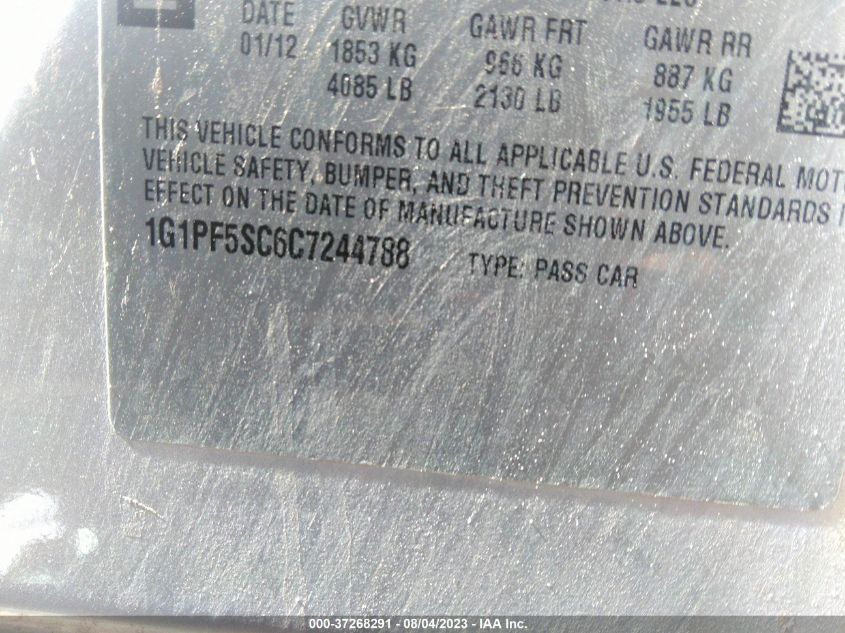 DATE GVWR GAWR FRT GAWR RR
01/12 1853 KG 966 KG 887 KG
4085 LB 2130 LB 1955 LB
THIS VEHICLE CONFORMS TO ALL APPLICABLE U.S. FEDERAL MOT
VEHICLE SAFETY, BUMPER, AND THEFT PREVENTION STANDARDS I
EFFECT ON THE DATE OF MANUFACTURE SHOWN ABOVE.
1G1PF5SC6C7244788 TYPE: PASS CAR
000-37268291 - 08/04/2023 - IAA Inc.